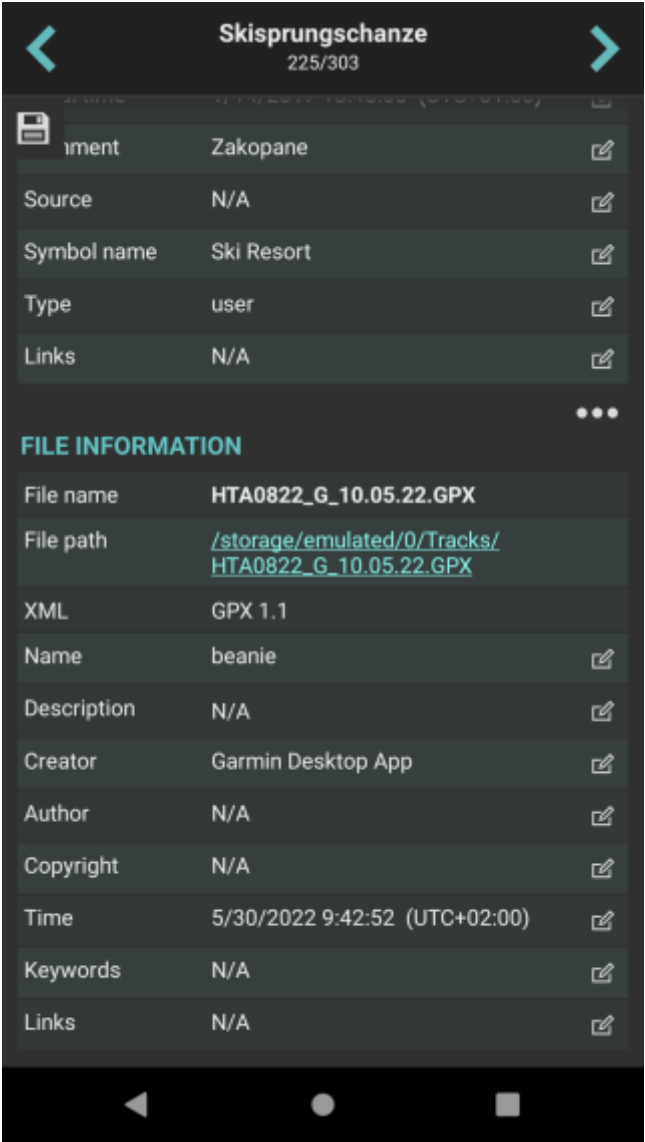 Skisprungschanze
225/303
mment Zakopane
Source N/A
Symbol name Ski Resort
Type user
Links N/A
FILE INFORMATION
File name HTA0822_G_10.05.22.GPX
File path /storage/emulated/0/Tracks/
HTA0822_G_10.05.22.GPX
XML GPX 1.1
Name beanie
Description N/A
Creator Garmin Desktop App
Author N/A
Copyright N/A
Time 5/30/2022 9:42:52 (UTC+02:00)
Keywords N/A
Links N/A